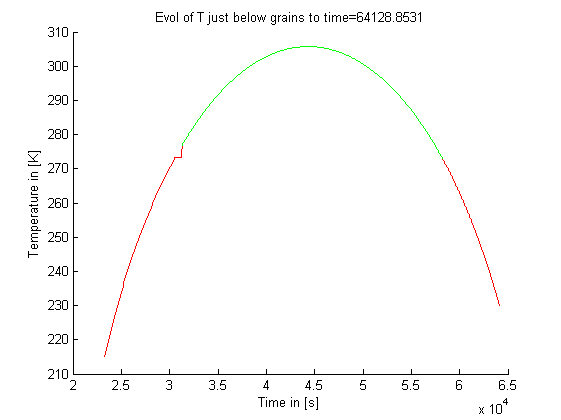 Evol of T just below grains to time=64128.8531
310
300
290
280
270
260
250
240
230
220
210
Temperature in [K]
2 2.5 3 3.5 4 4.5 5 5.5 6 6.5
Time in [s]
x 10^4